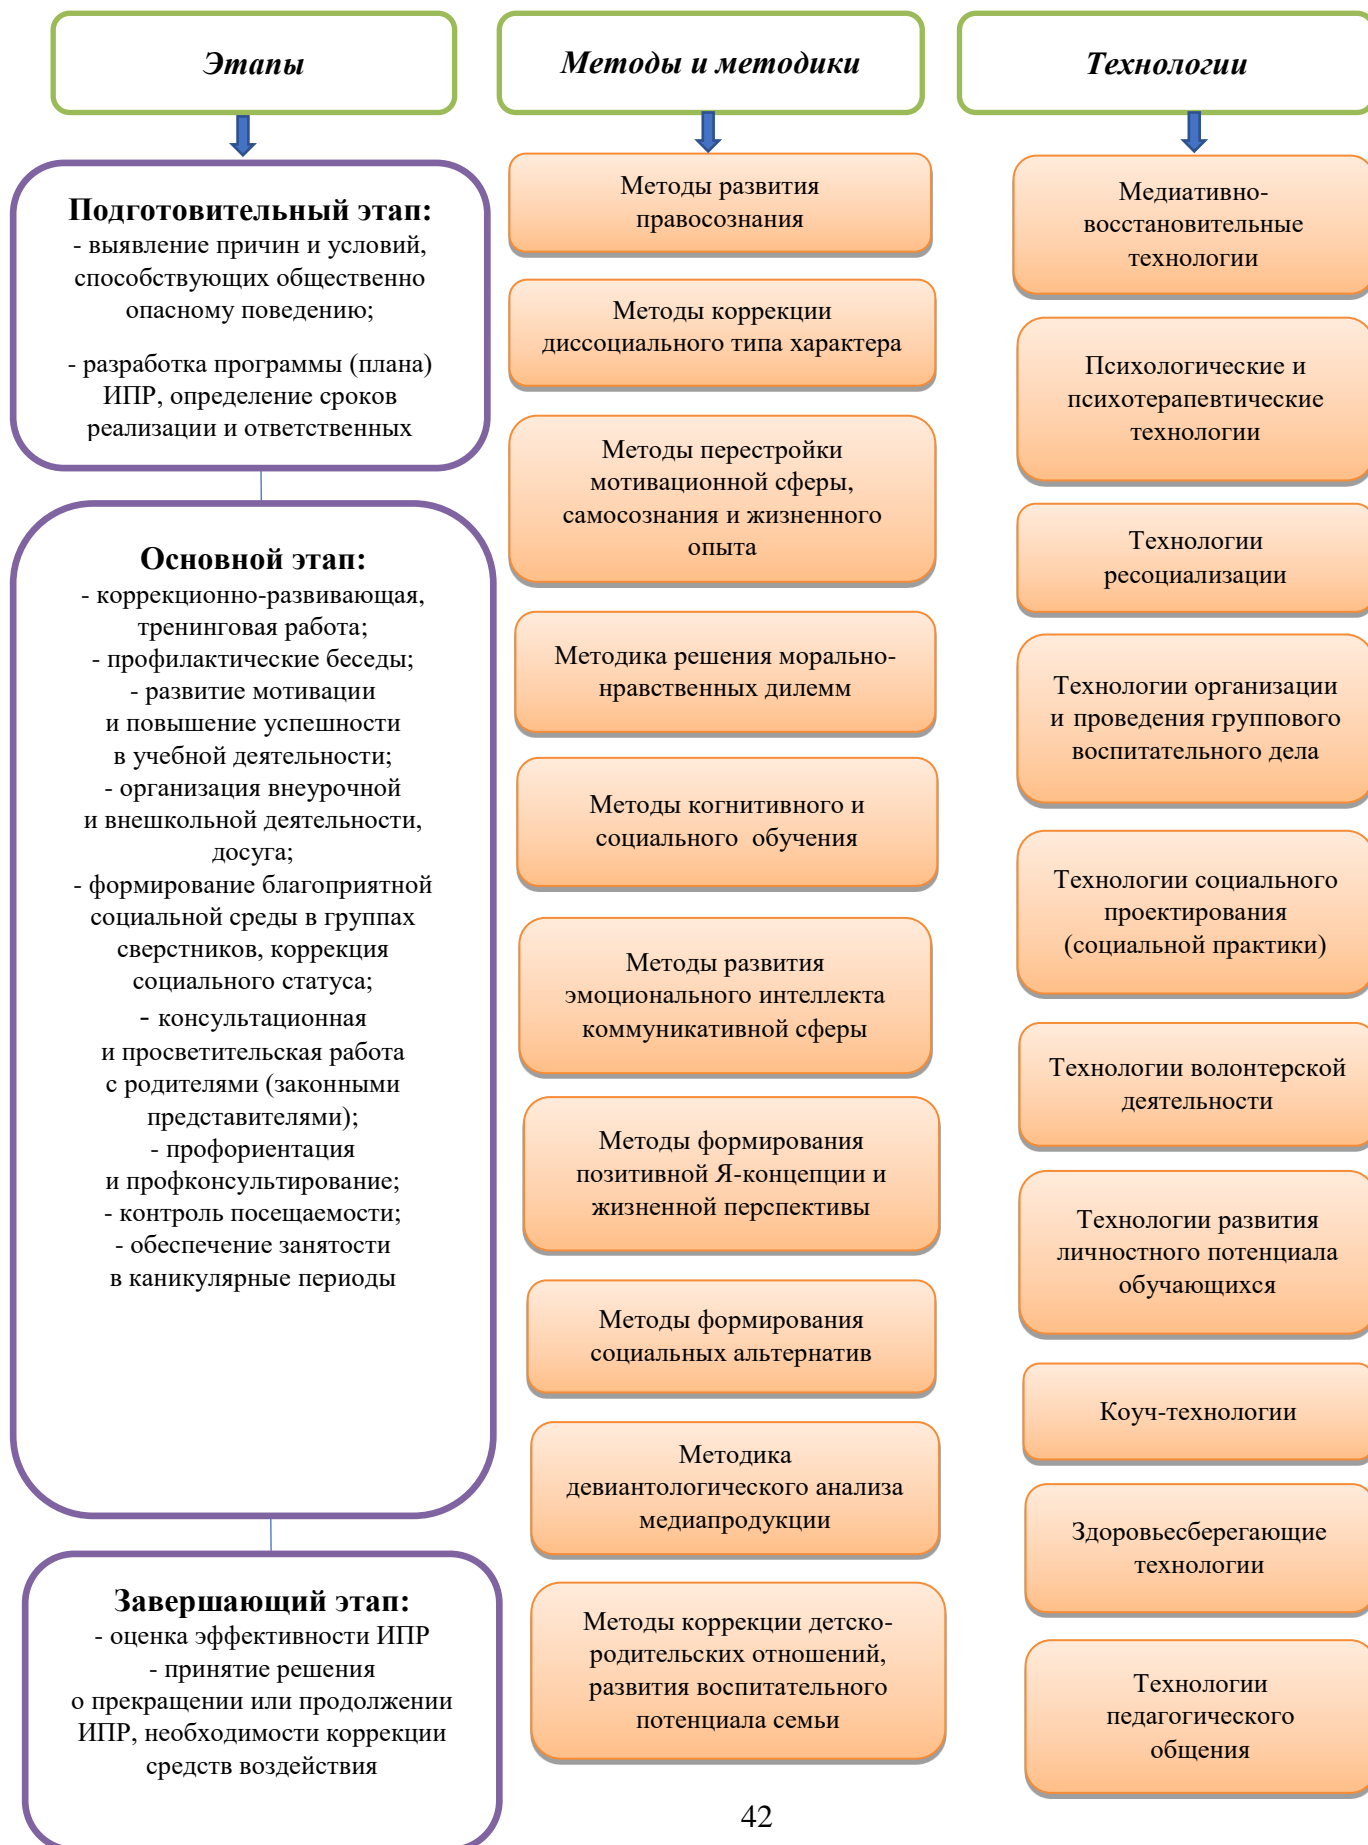 Этапы
Подготовительный этап:
- выявление причин и условий,
способствующих общественно
опасному поведению;
- разработка программы (плана)
ИПР, определение сроков
реализации и ответственных
Основной этап:
- коррекционно-развивающая,
тренинговая работа;
- профилактические беседы;
- развитие мотивации
и повышение успешности
в учебной деятельности;
- организация внеурочной
и внешкольной деятельности,
досуга;
- формирование благоприятной
социальной среды в группах
сверстников, коррекция
социального статуса;
- консультационная
и просветительская работа
с родителями (законными
представителями);
- профориентация
и профконсультирование;
- контроль посещаемости;
- обеспечение занятости
в каникулярные периоды
Завершающий этап:
- оценка эффективности ИПР
- принятие решения
о прекращении или продолжении
ИПР, необходимости коррекции
средств воздействия
Методы и методики
Методы развития
правосознания
Методы коррекции
диссоциального типа характера
Методы перестройки
мотивационной сферы,
самосознания и жизненного
опыта
Методика решения морально-
нравственных дилемм
Методы когнитивного и
социального обучения
Методы развития
эмоционального интеллекта
коммуникативной сферы
Методы формирования
позитивной Я-концепции и
жизненной перспективы
Методы формирования
социальных альтернатив
Методика
девиантологического анализа
медиапродукции
Методы коррекции детско-
родительских отношений,
развития воспитательного
потенциала семьи
Технологии
Медиативно-
восстановительные
технологии
Психологические и
психотерапевтические
технологии
Технологии
ресоциализации
Технологии организации
и проведения группового
воспитательного дела
Технологии социального
проектирования
(социальной практики)
Технологии волонтерской
деятельности
Технологии развития
личностного потенциала
обучающихся
Коуч-технологии
Здоровьесберегающие
технологии
Технологии
педагогического
общения
42